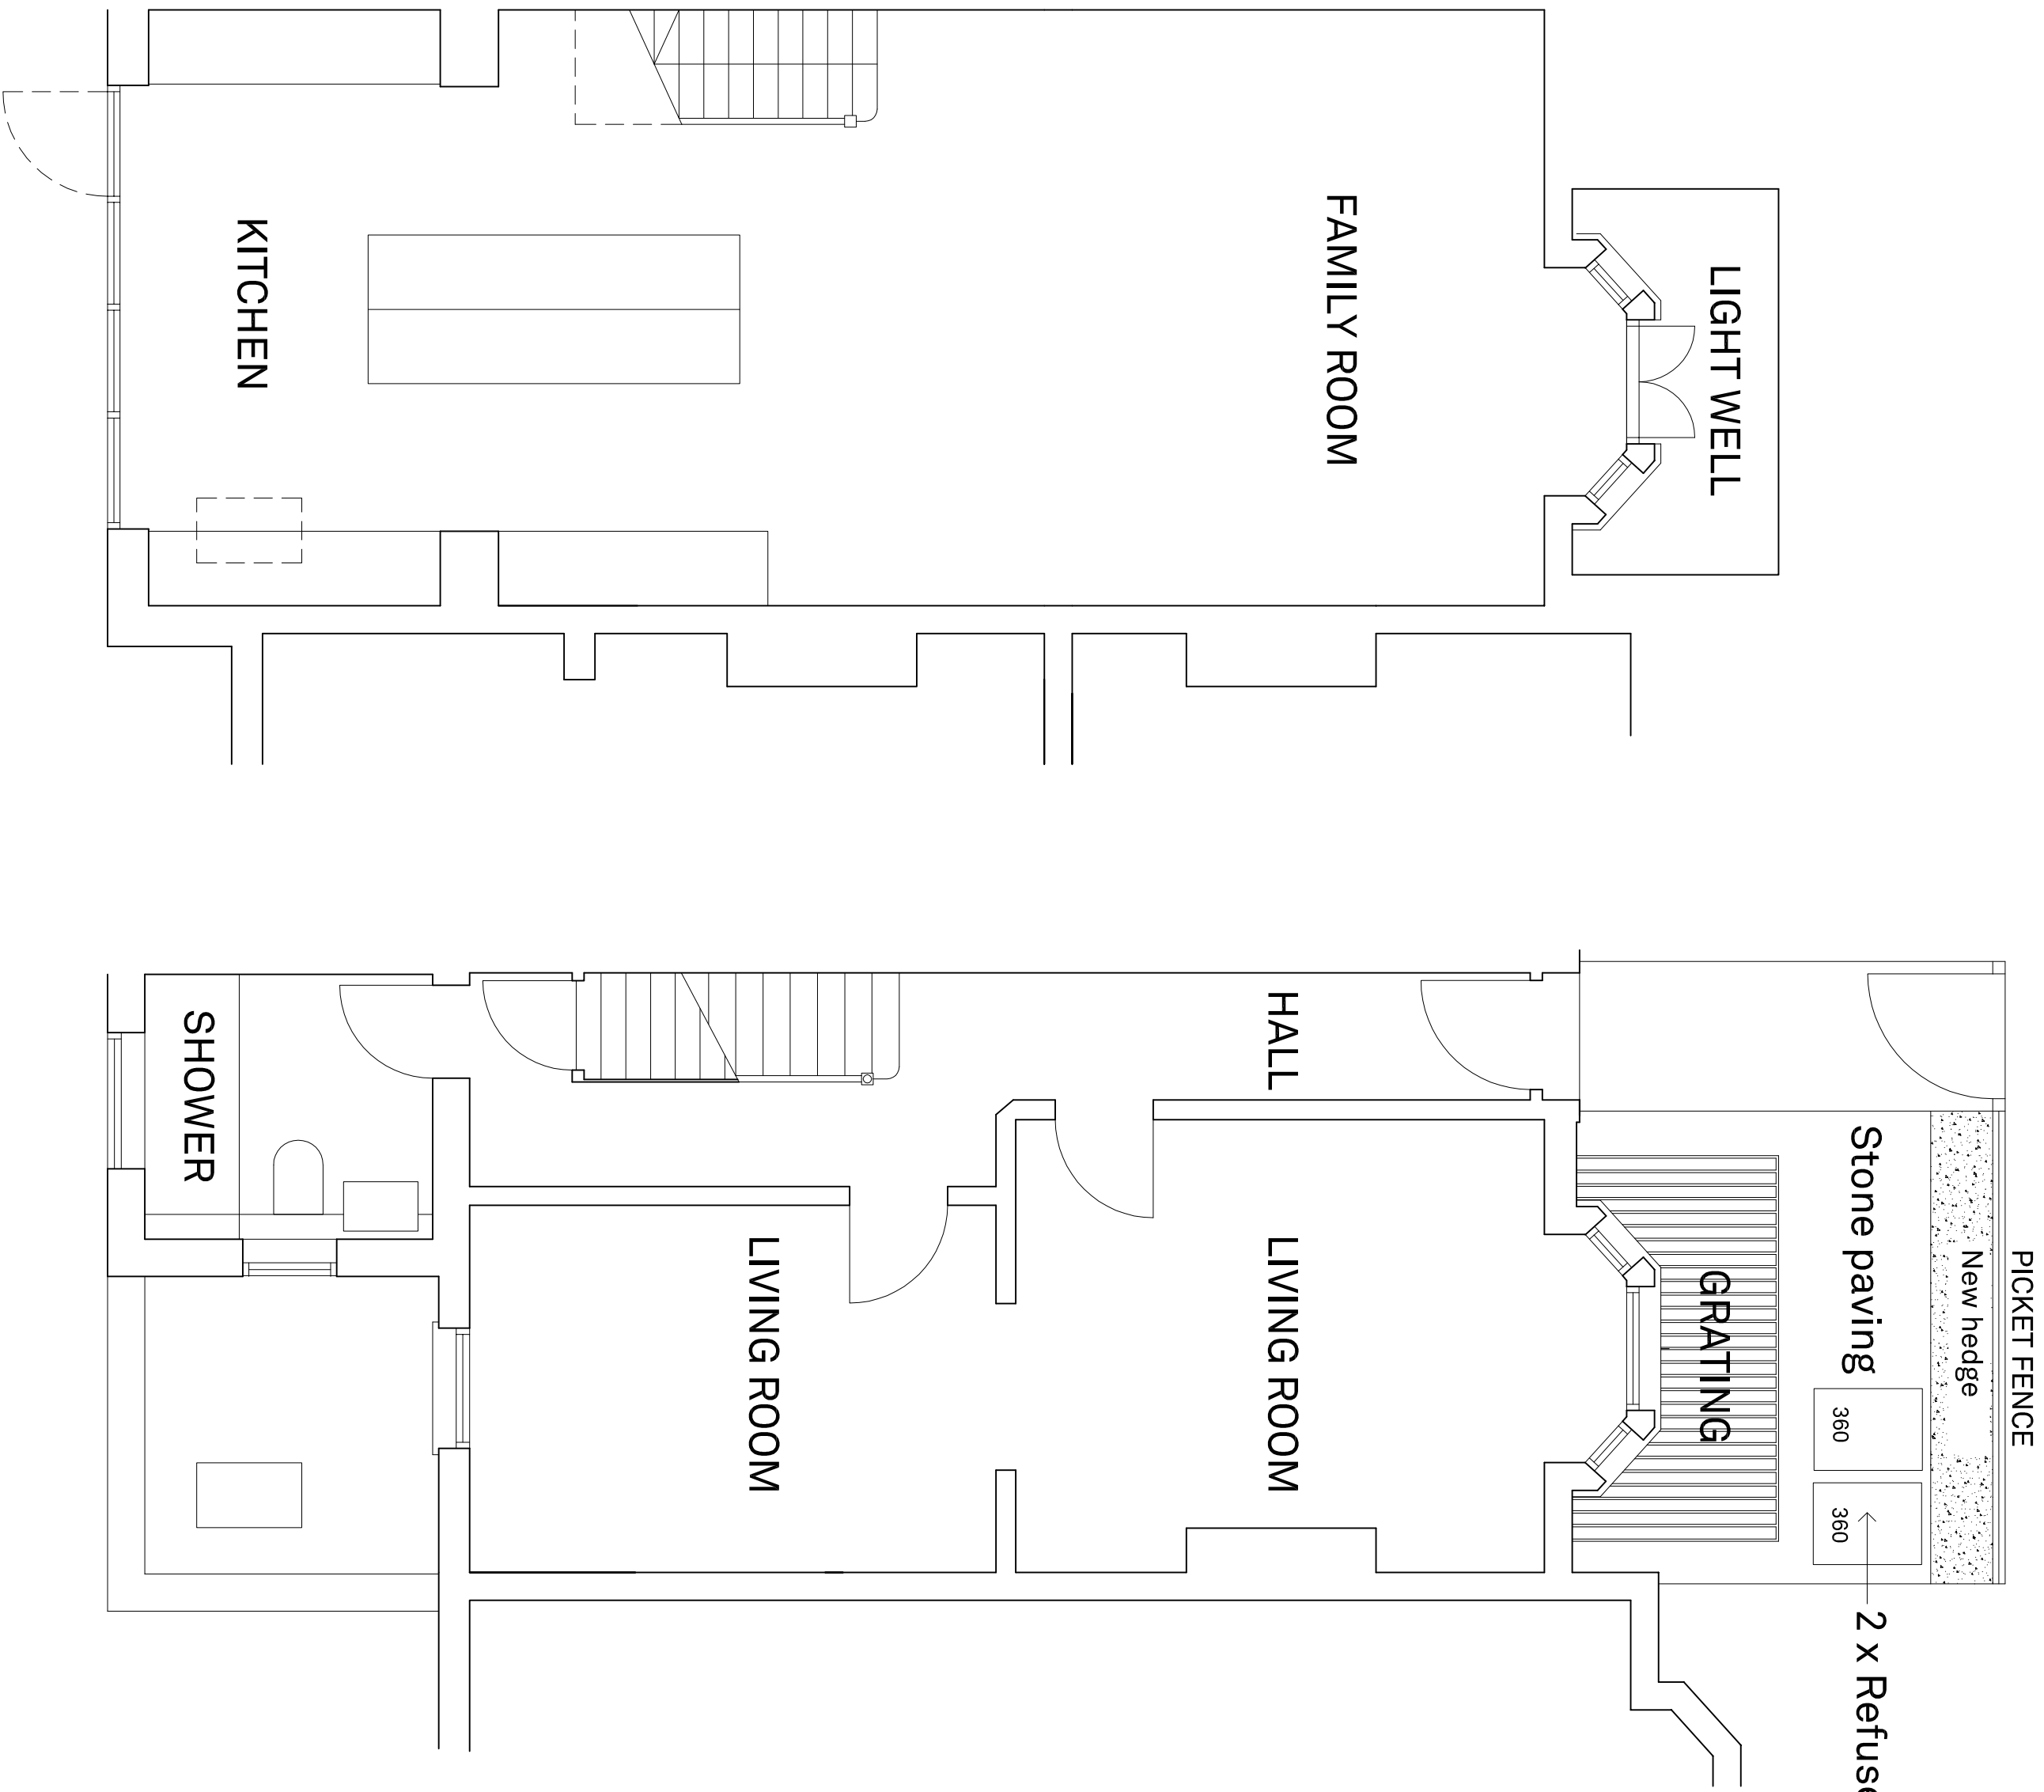 KITCHEN
FAMILY ROOM
LIGHT WELL
SHOWER
LIVING ROOM
HALL
LIVING ROOM
GRATING
Stone paving
New hedge
PICKET FENCE
360
360
2 x Refuse